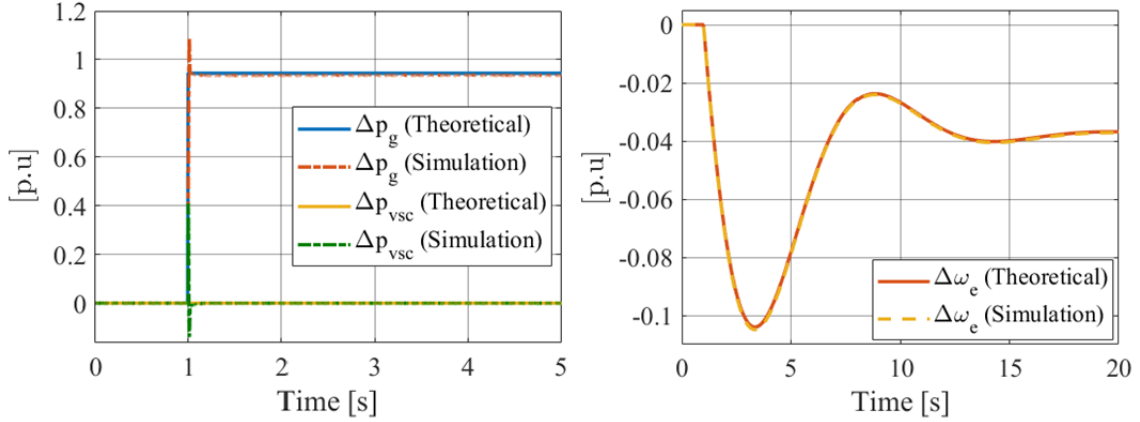 1.2
1
0.8
0.6
0.4
0.2
0
[p.u]
Δp_g (Theoretical)
Δp_g (Simulation)
Δp_vsc (Theoretical)
Δp_vsc (Simulation)
0 1 2 3 4 5
Time [s]
0
-0.02
-0.04
-0.06
-0.08
-0.1
[p.u]
Δω_e (Theoretical)
Δω_e (Simulation)
0 5 10 15 20
Time [s]